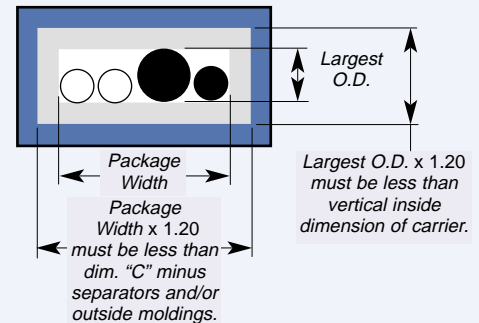 Largest
O.D.
Package
Width
Largest O.D. x 1.20
must be less than
vertical inside
dimension of carrier.
Package
Width x 1.20
must be less than
dim. “C” minus
separators and/or
outside moldings.